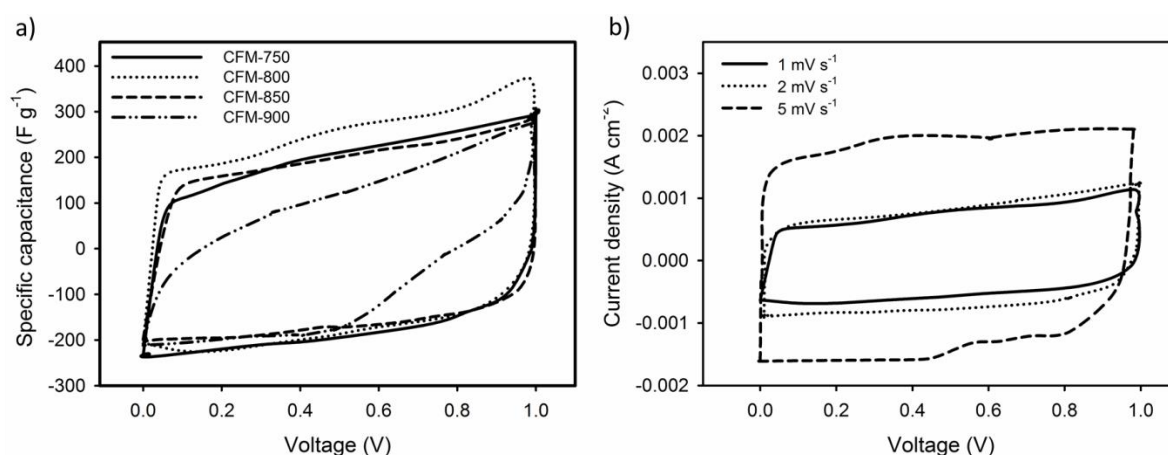 a)
CFM-750
CFM-800
CFM-850
CFM-900
Specific capacitance (F g⁻¹)
400
300
200
100
0
-100
-200
-300
0.0 0.2 0.4 0.6 0.8 1.0
Voltage (V)
b)
1 mV s⁻¹
2 mV s⁻¹
5 mV s⁻¹
Current density (A cm⁻²)
0.003
0.002
0.001
0.000
-0.001
-0.002
0.0 0.2 0.4 0.6 0.8 1.0
Voltage (V)